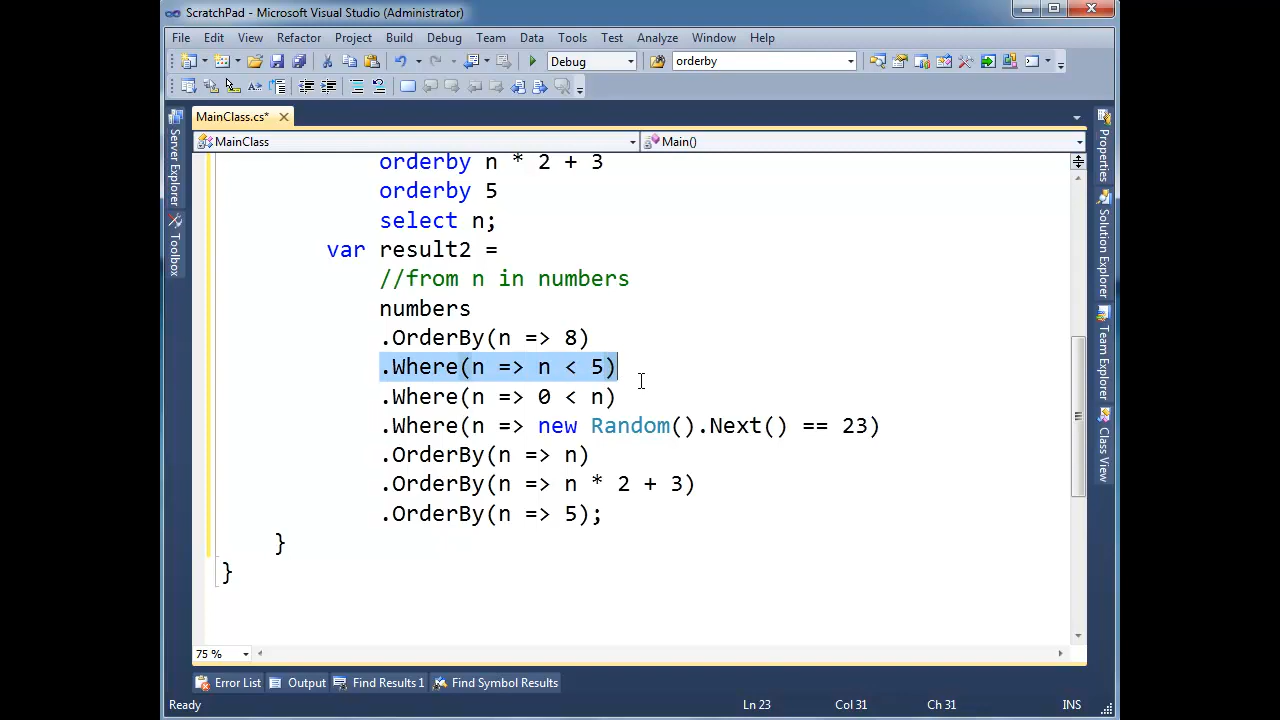 ScratchPad - Microsoft Visual Studio (Administrator)
File Edit View Refactor Project Build Debug Team Data Tools Test Analyze Window Help
Debug orderby
MainClass.cs*
MainClass Main()
orderby n * 2 + 3
orderby 5
select n;
var result2 =
//from n in numbers
numbers
.OrderBy(n => 8)
.Where(n => n < 5)
.Where(n => 0 < n)
.Where(n => new Random().Next() == 23)
.OrderBy(n => n)
.OrderBy(n => n * 2 + 3)
.OrderBy(n => 5);
}
}
Server Explorer
Toolbox
Properties
Solution Explorer
Team Explorer
Class View
75 %
Error List Output Find Results 1 Find Symbol Results
Ready Ln 23 Col 31 Ch 31 INS